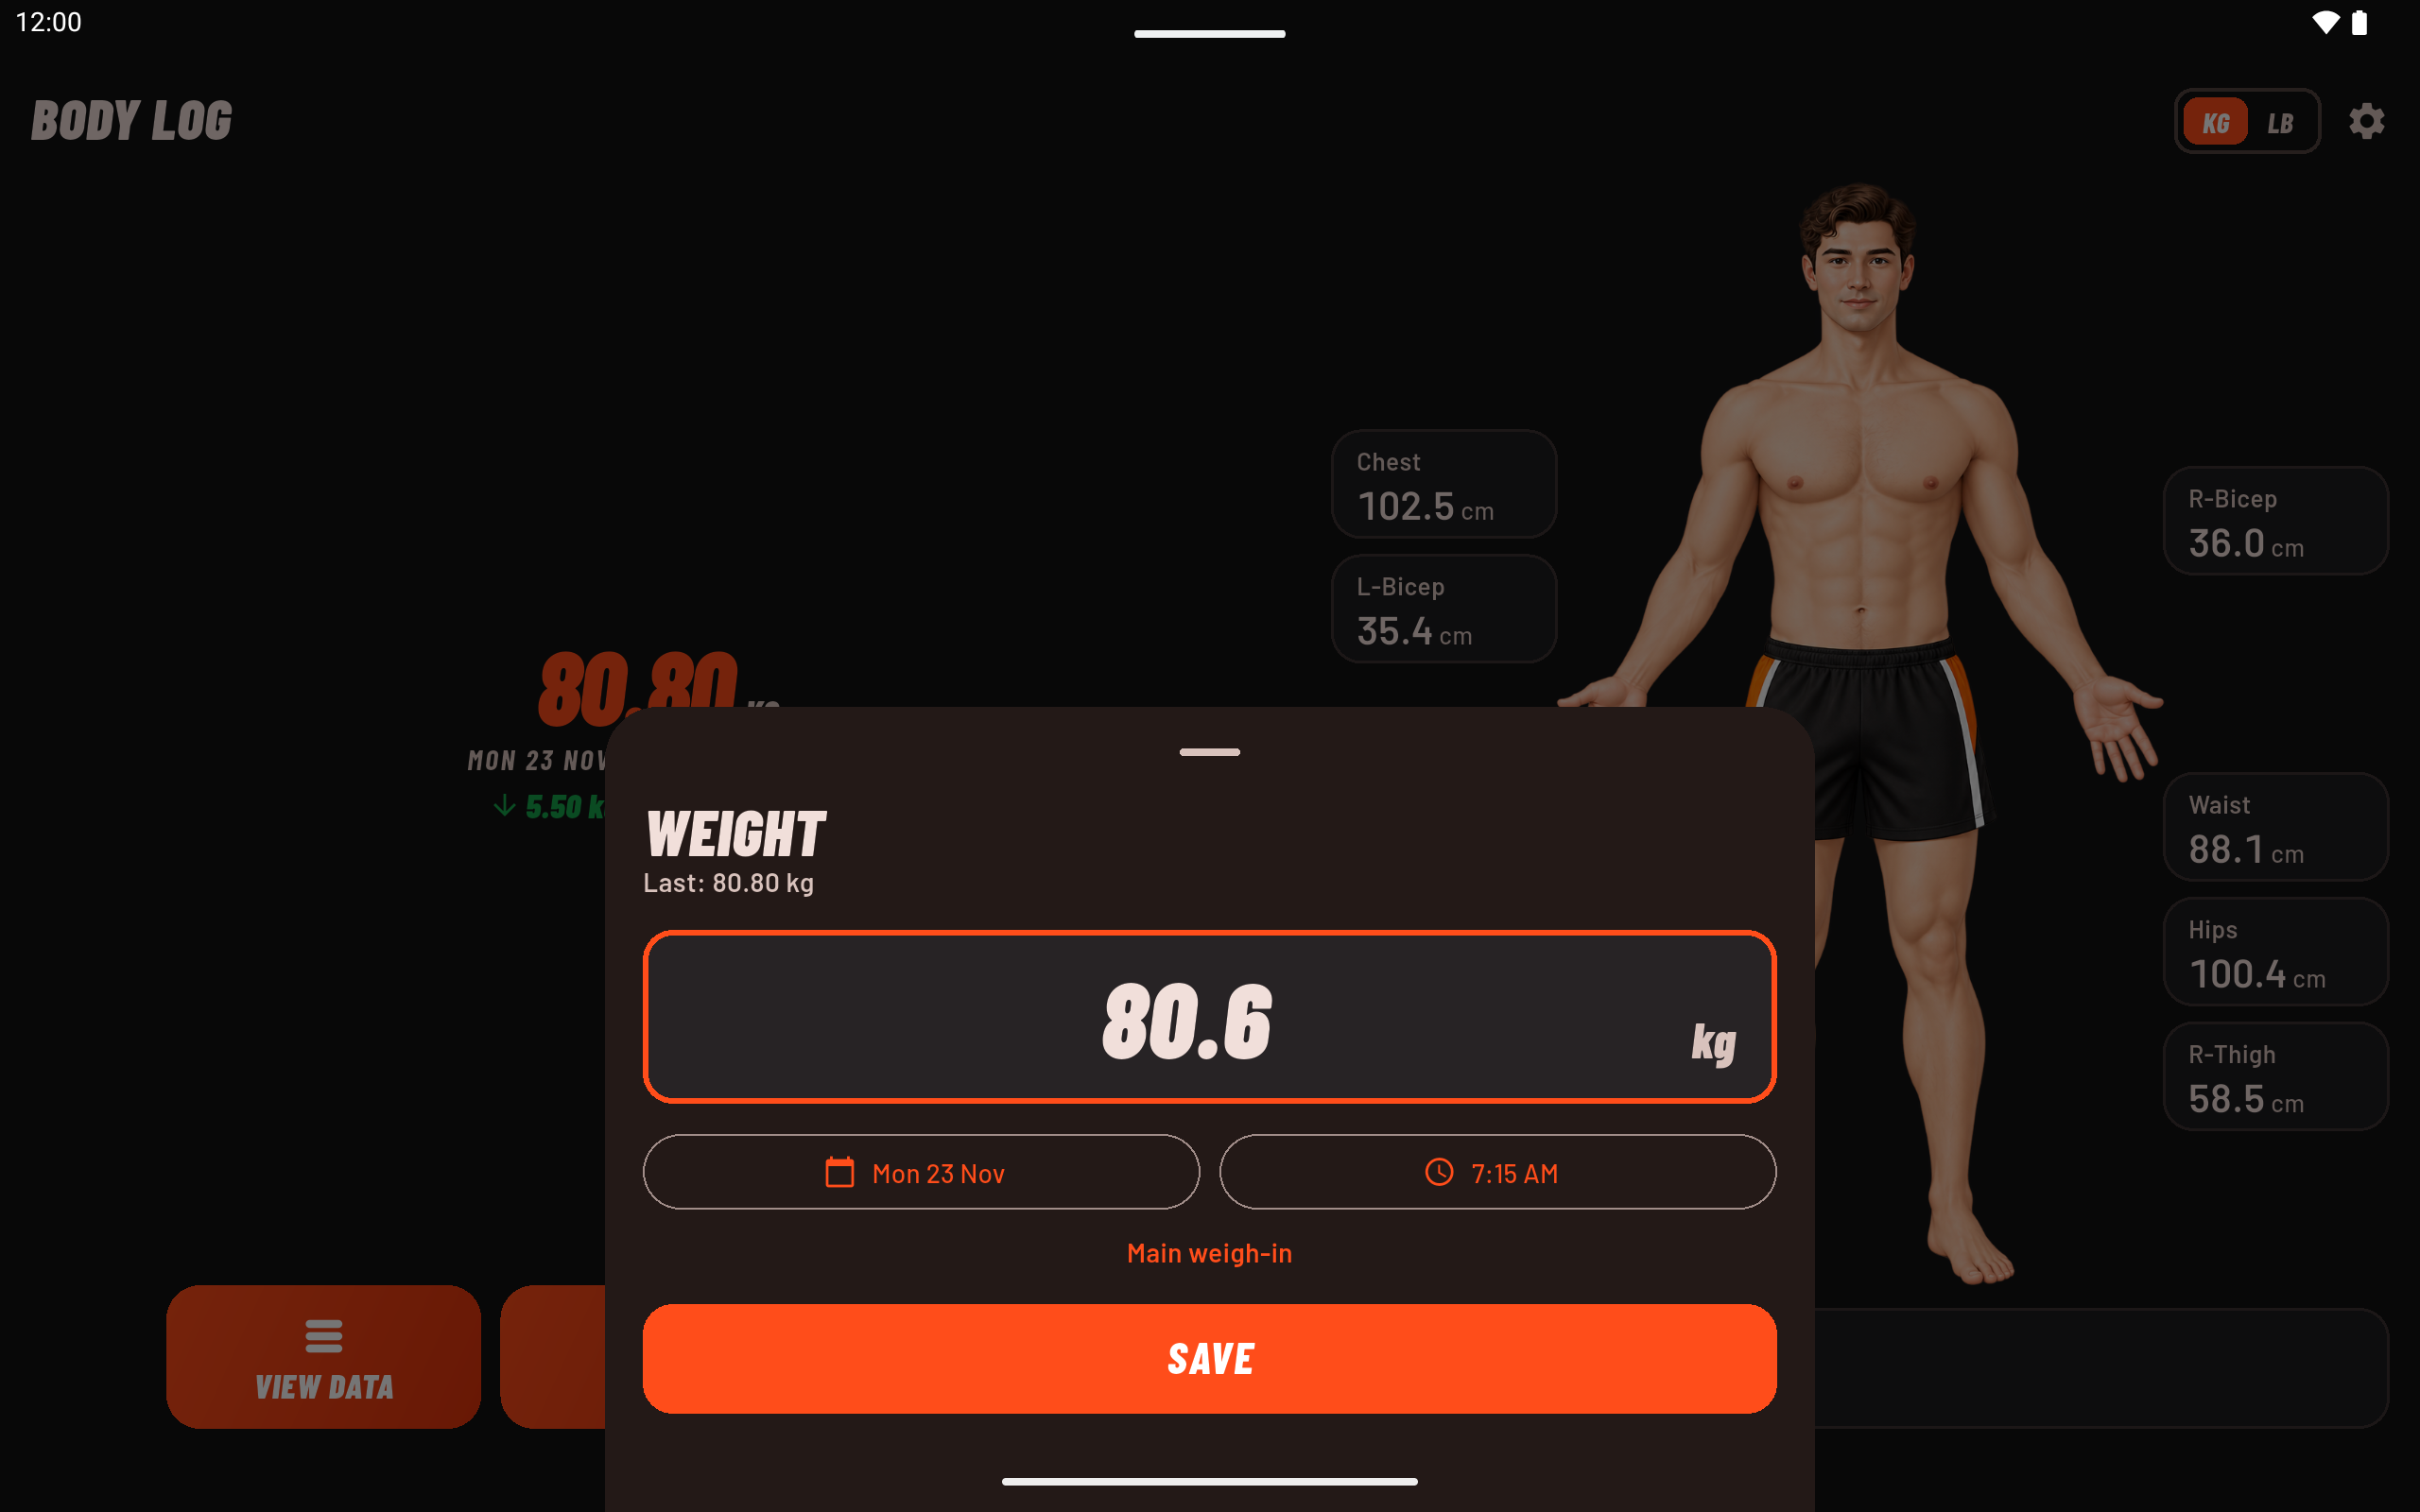 12:00
BODY LOG
KG LB
Chest
102.5 cm
R-Bicep
36.0 cm
L-Bicep
35.4 cm
80.80
MON 23 NOV
5.50
Waist
88.1 cm
Hips
100.4 cm
R-Thigh
58.5 cm
WEIGHT
Last: 80.80 kg
80.6 kg
Mon 23 Nov
7:15 AM
Main weigh-in
SAVE
VIEW DATA